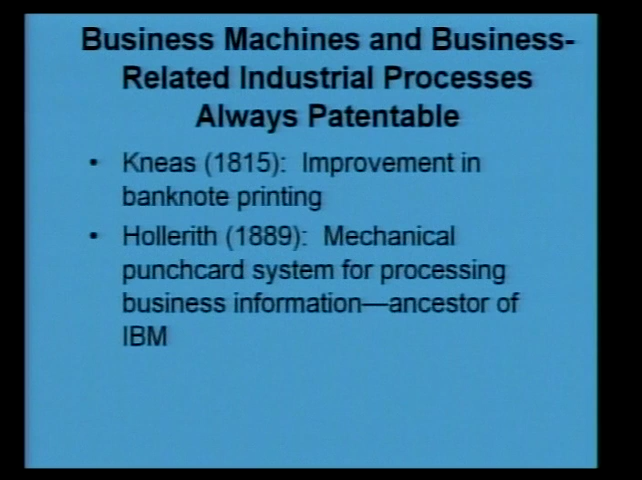 Business Machines and Business-
Related Industrial Processes
Always Patentable
• Kneas (1815): Improvement in
banknote printing
• Hollerith (1889): Mechanical
punchcard system for processing
business information—ancestor of
IBM